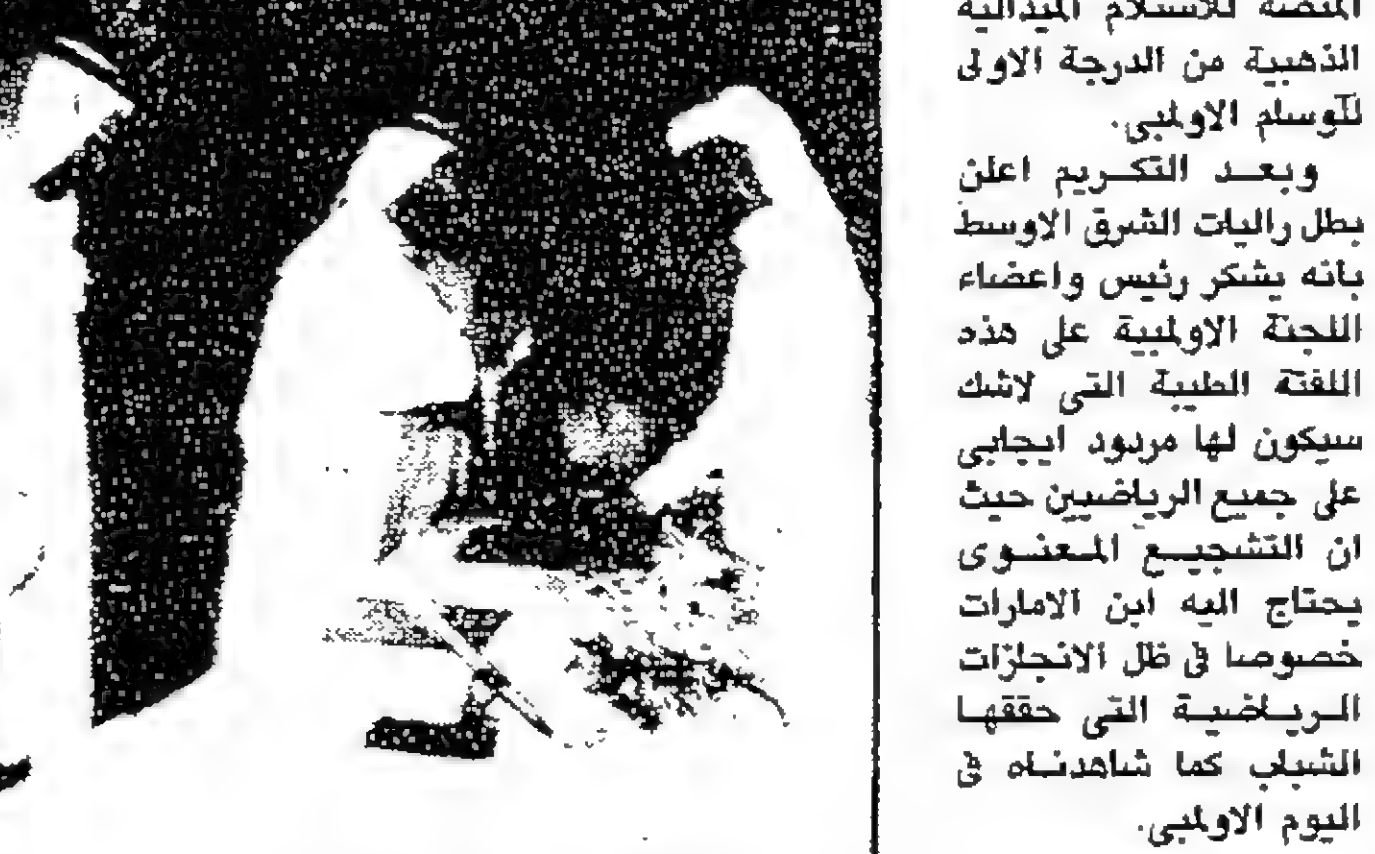 المنصة للاستلام الميدالية
الذهبية من الدرجة الاولى
للوسام الاولمبى.
وبعد التكريم اعلن
بطل راليات الشرق الاوسط
بانه يشكر رئيس واعضاء
اللجنة الاولمبية على هذه
اللفتة الطيبة التى لاشك
سيكون لها مردود ايجابى
على جميع الرياضيين حيث
ان التشجيع المعنوى
يحتاج اليه ابن الامارات
خصوصا فى ظل الانجازات
الرياضية التى حققها
الشباب كما شاهدناه فى
اليوم الاولمبى.